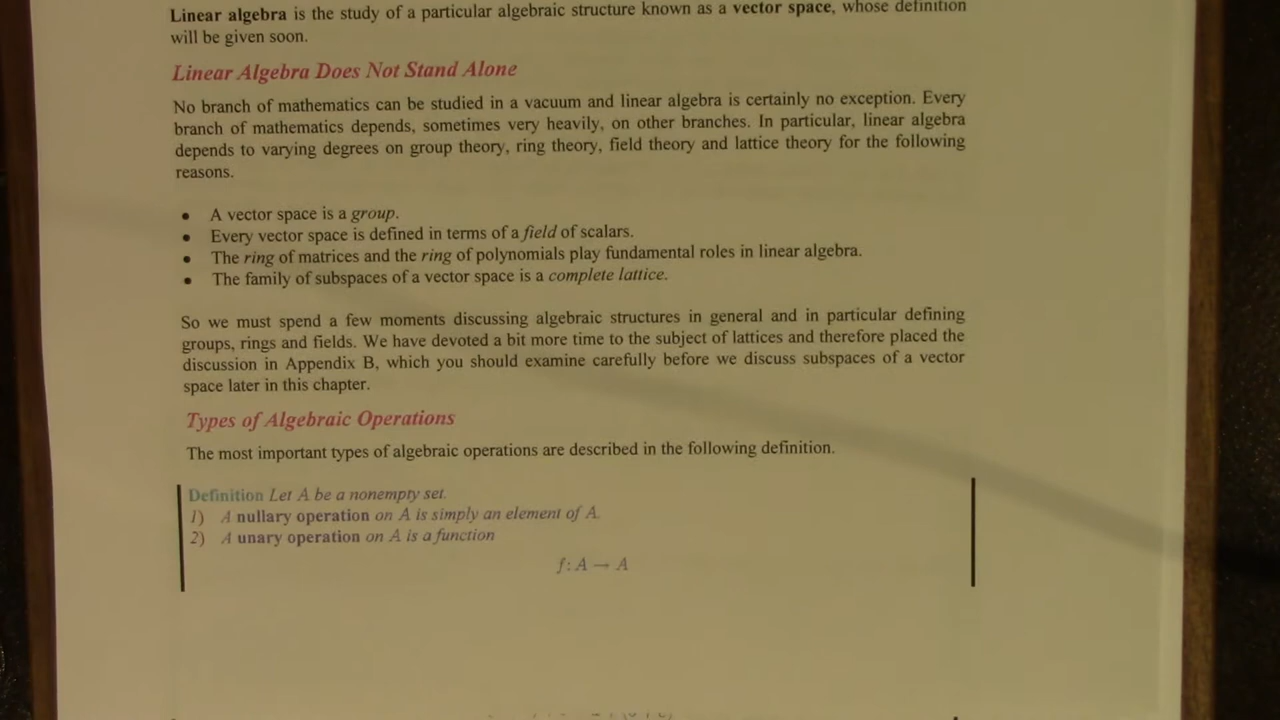 Linear algebra is the study of a particular algebraic structure known as a vector space, whose definition
will be given soon.
Linear Algebra Does Not Stand Alone
No branch of mathematics can be studied in a vacuum and linear algebra is certainly no exception. Every
branch of mathematics depends, sometimes very heavily, on other branches. In particular, linear algebra
depends to varying degrees on group theory, ring theory, field theory and lattice theory for the following
reasons.
• A vector space is a group.
• Every vector space is defined in terms of a field of scalars.
• The ring of matrices and the ring of polynomials play fundamental roles in linear algebra.
• The family of subspaces of a vector space is a complete lattice.
So we must spend a few moments discussing algebraic structures in general and in particular defining
groups, rings and fields. We have devoted a bit more time to the subject of lattices and therefore placed the
discussion in Appendix B, which you should examine carefully before we discuss subspaces of a vector
space later in this chapter.
Types of Algebraic Operations
The most important types of algebraic operations are described in the following definition.
Definition Let A be a nonempty set.
1) A nullary operation on A is simply an element of A.
2) A unary operation on A is a function
f: A → A